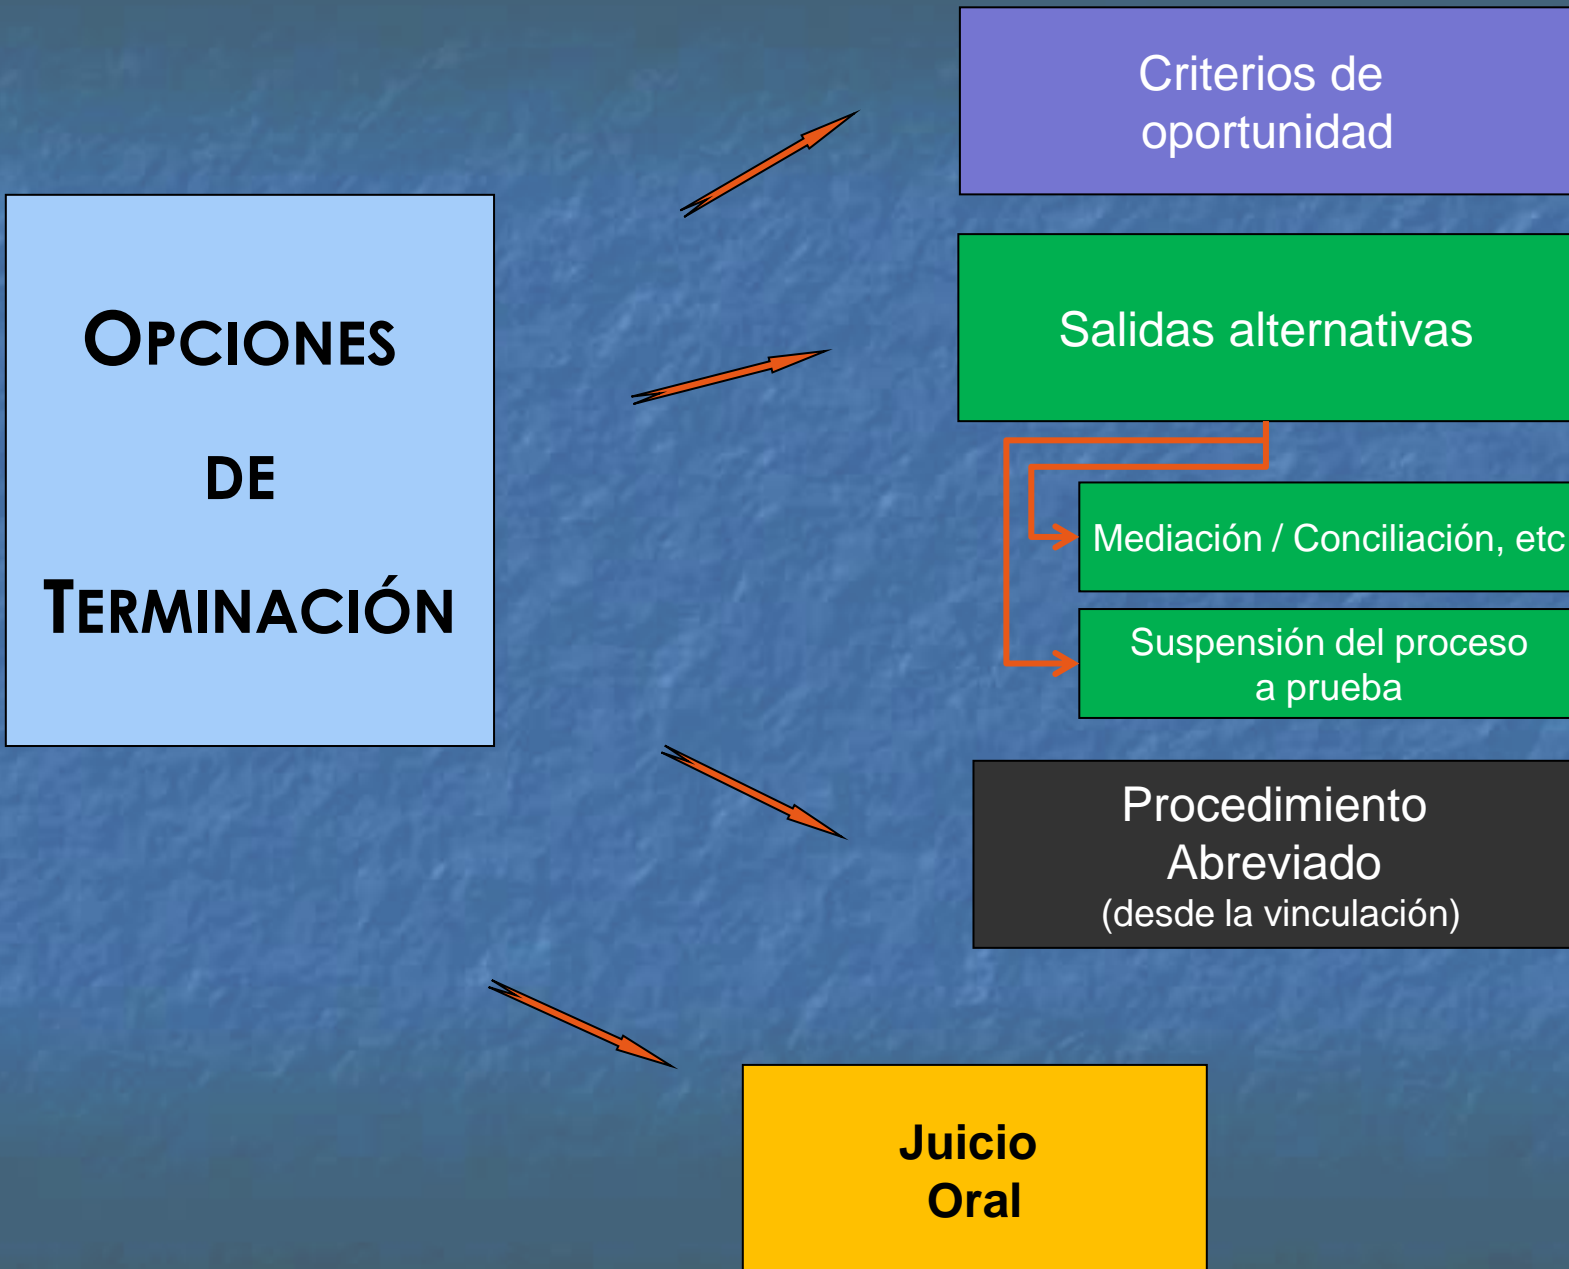 OPCIONES
DE
TERMINACIÓN
Criterios de
oportunidad
Salidas alternativas
Mediación / Conciliación, etc
Suspensión del proceso
a prueba
Procedimiento
Abreviado
(desde la vinculación)
Juicio
Oral